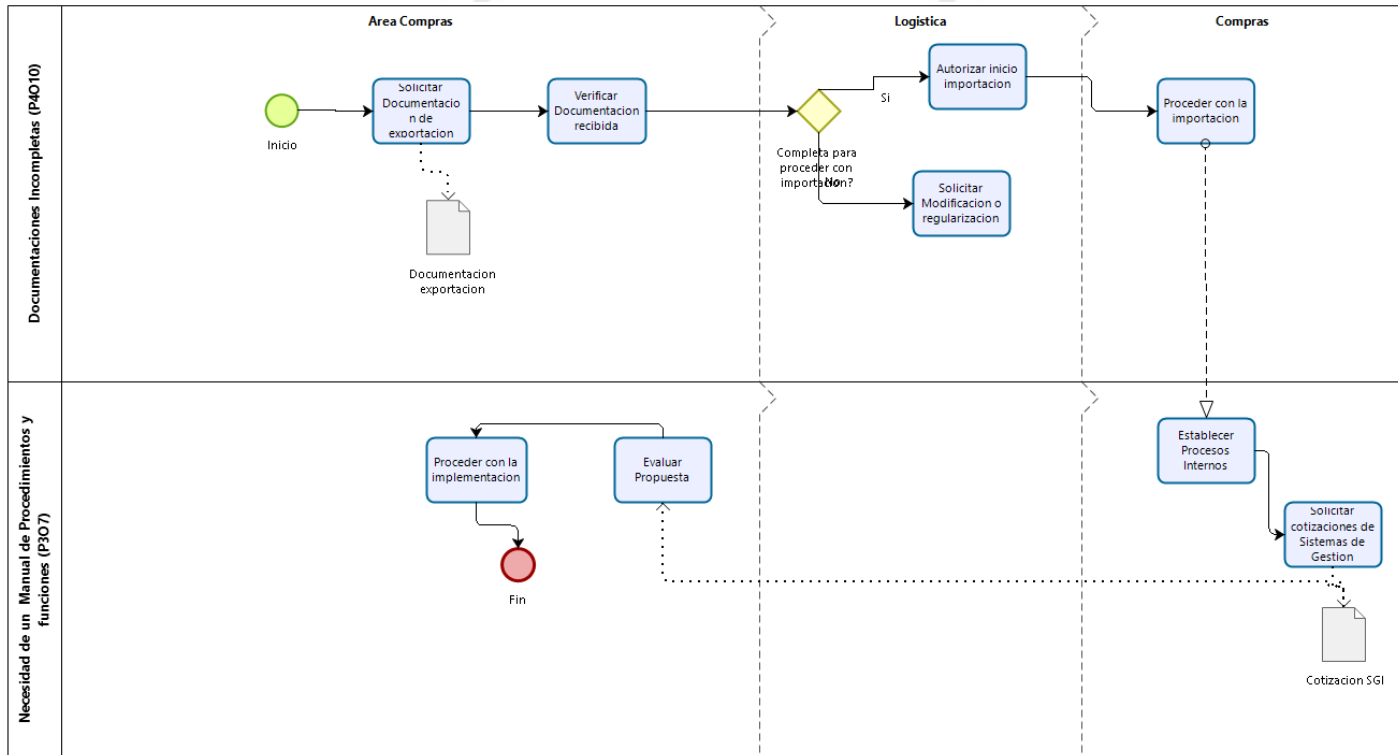 Area Compras
Logistica
Compras
Documentaciones Incompletas (P4O10)
Inicio
Solicitar
Documentacio
n de
exportacion
Verificar
Documentacion
recibida
Documentacion
exportacion
Completa para
proceder con
importacion?
Si
No
Autorizar inicio
importacion
Solicitar
Modificacion o
regularizacion
Proceder con la
importacion
Necesidad de un Manual de Procedimientos y
funciones (P3O7)
Proceder con la
implementacion
Evaluar
Propuesta
Fin
Establecer
Procesos
Internos
Solicitar
cotizaciones de
Sistemas de
Gestion
Cotizacion SGI